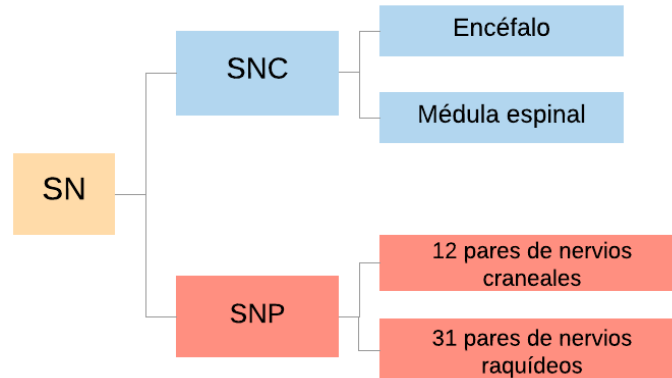 SN
SNC
Encéfalo
Médula espinal
SNP
12 pares de nervios
craneales
31 pares de nervios
raquídeos